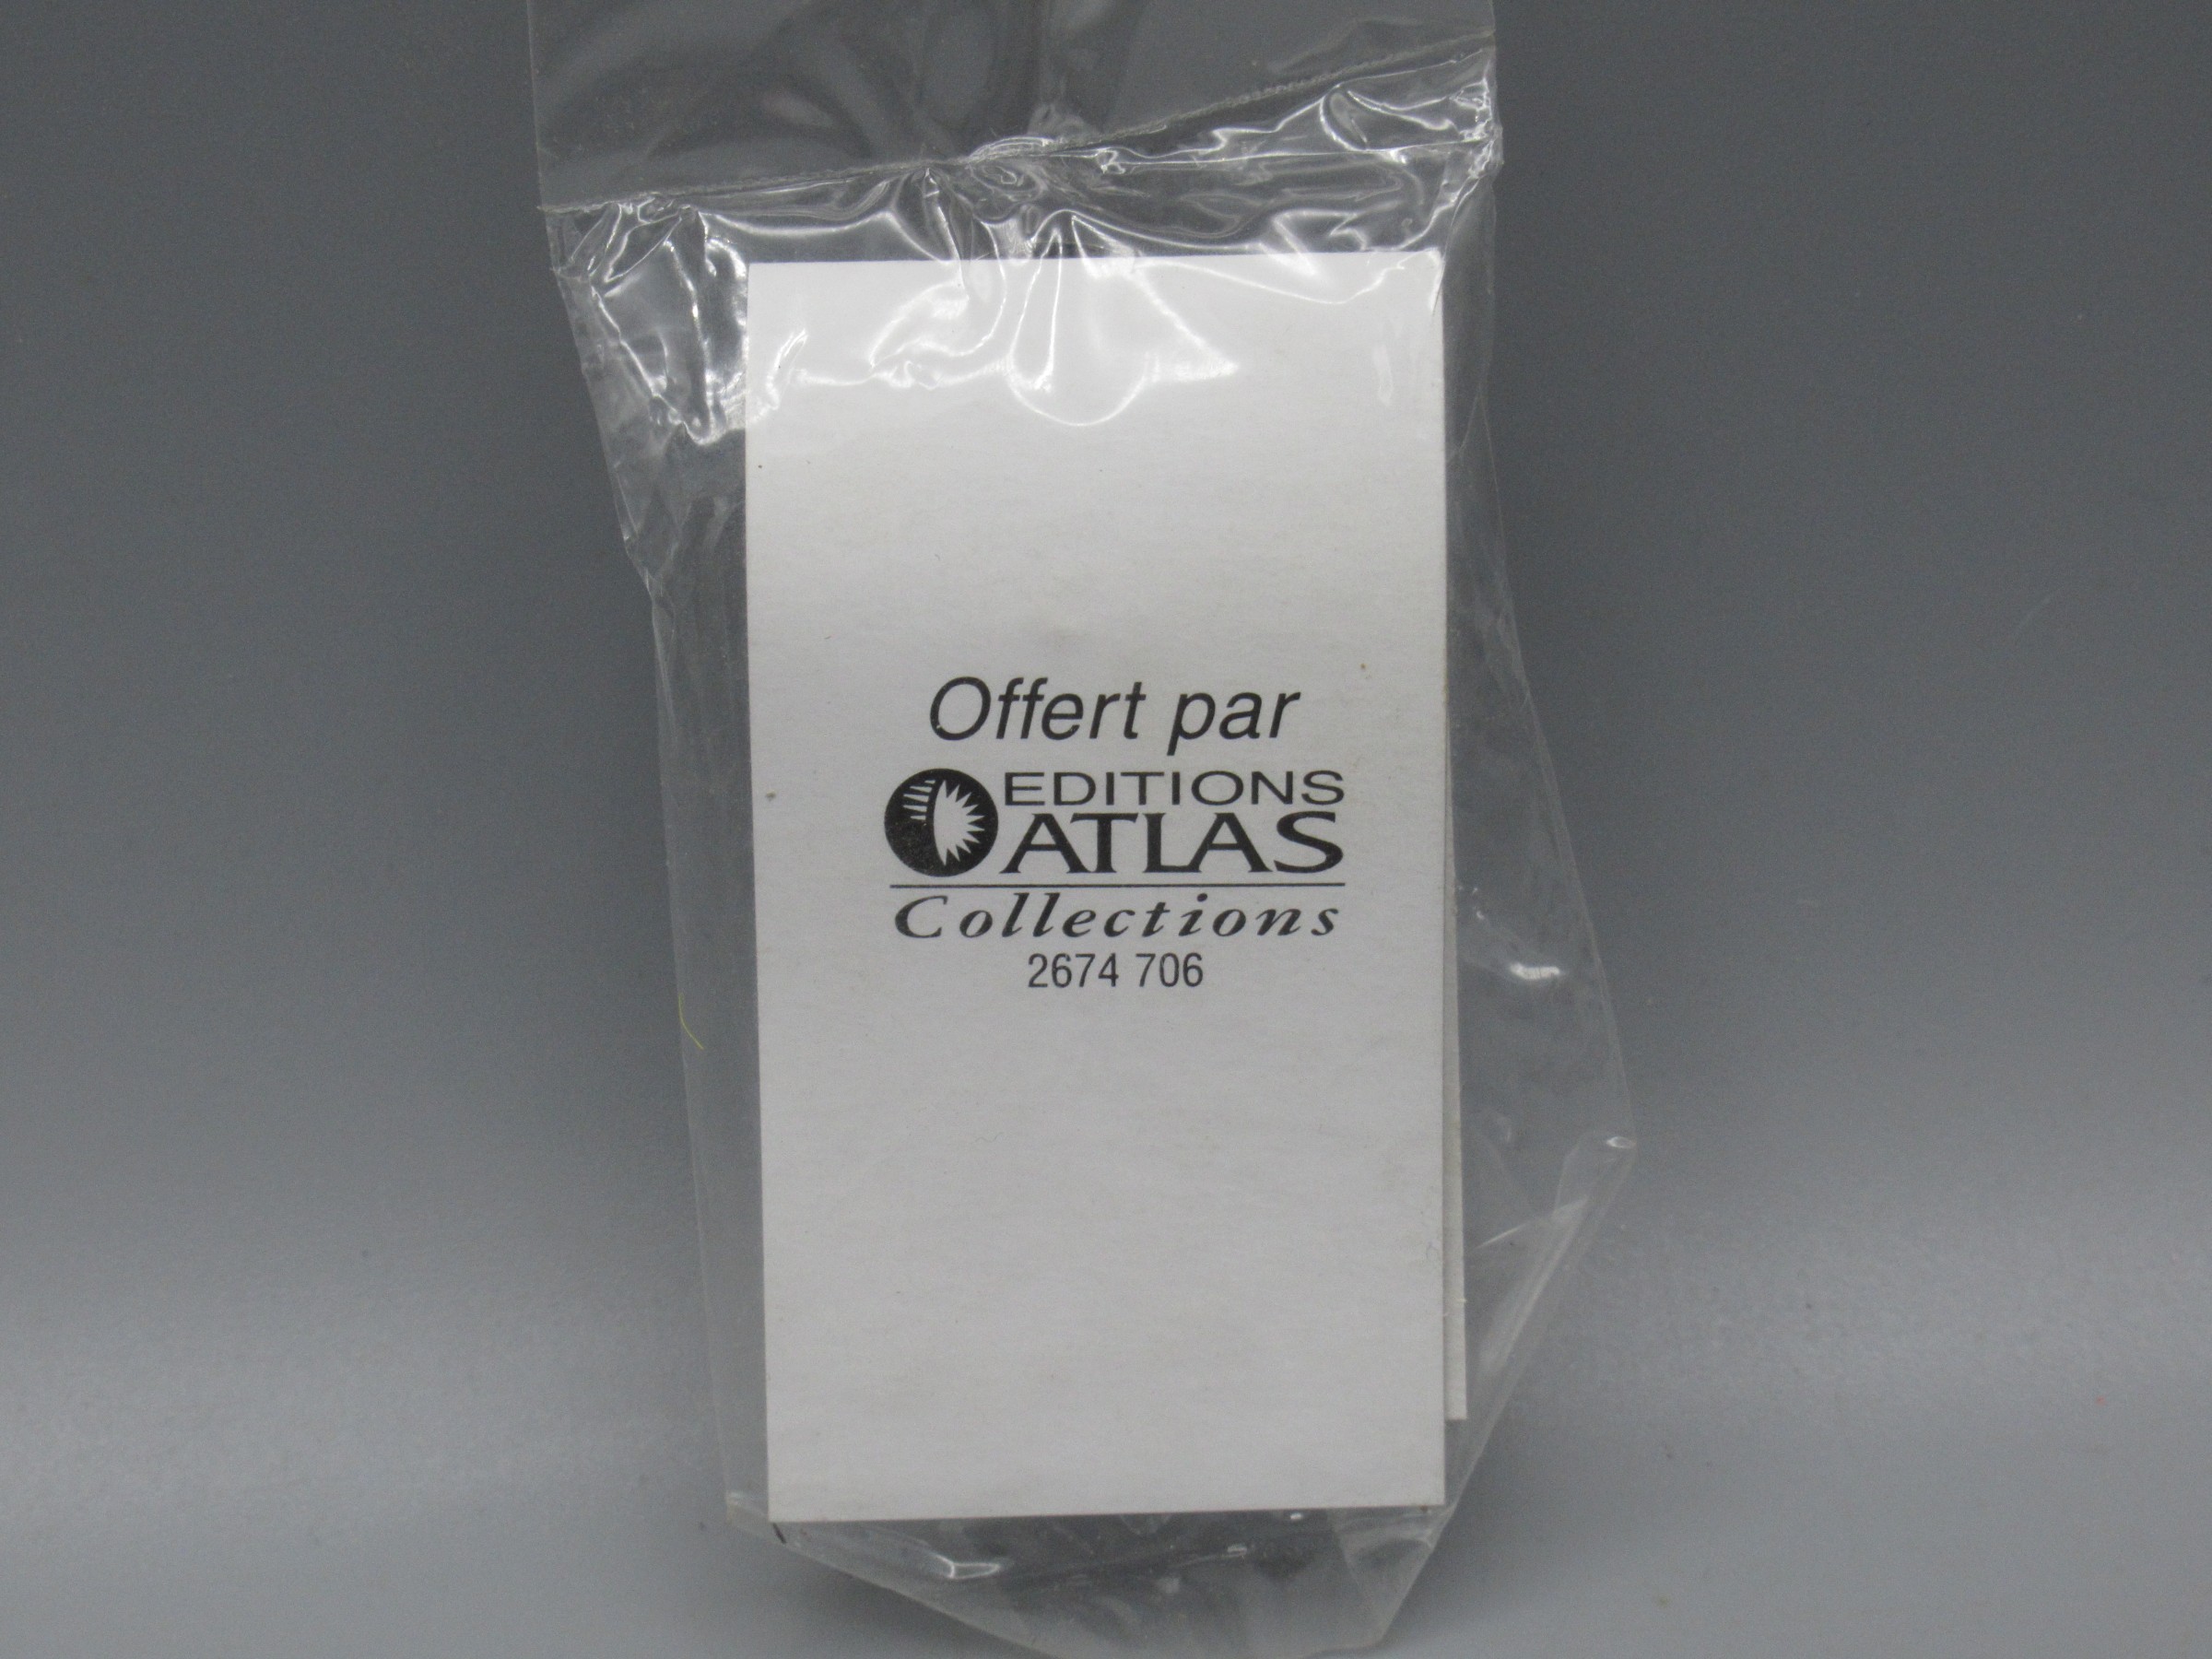 Offert par
EDITIONS
ATLAS
Collections
2674 706